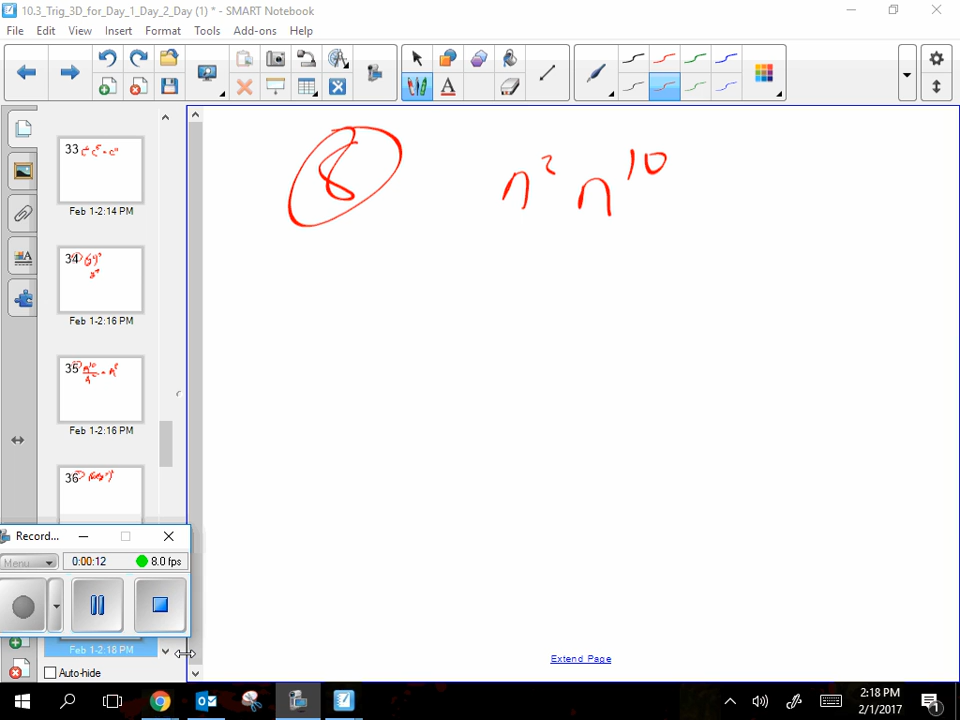 10.3_Trig_3D_for_Day_1_Day_2_Day (1) * - SMART Notebook
File Edit View Insert Format Tools Add-ons Help
33
Feb 1-2:14 PM
34
Feb 1-2:16 PM
35
Feb 1-2:16 PM
36
8 n² n¹⁰
Record...
Menu 0:00:12 8.0 fps
Feb 1-2:18 PM
Auto-hide
Extend Page
2:18 PM
2/1/2017
1